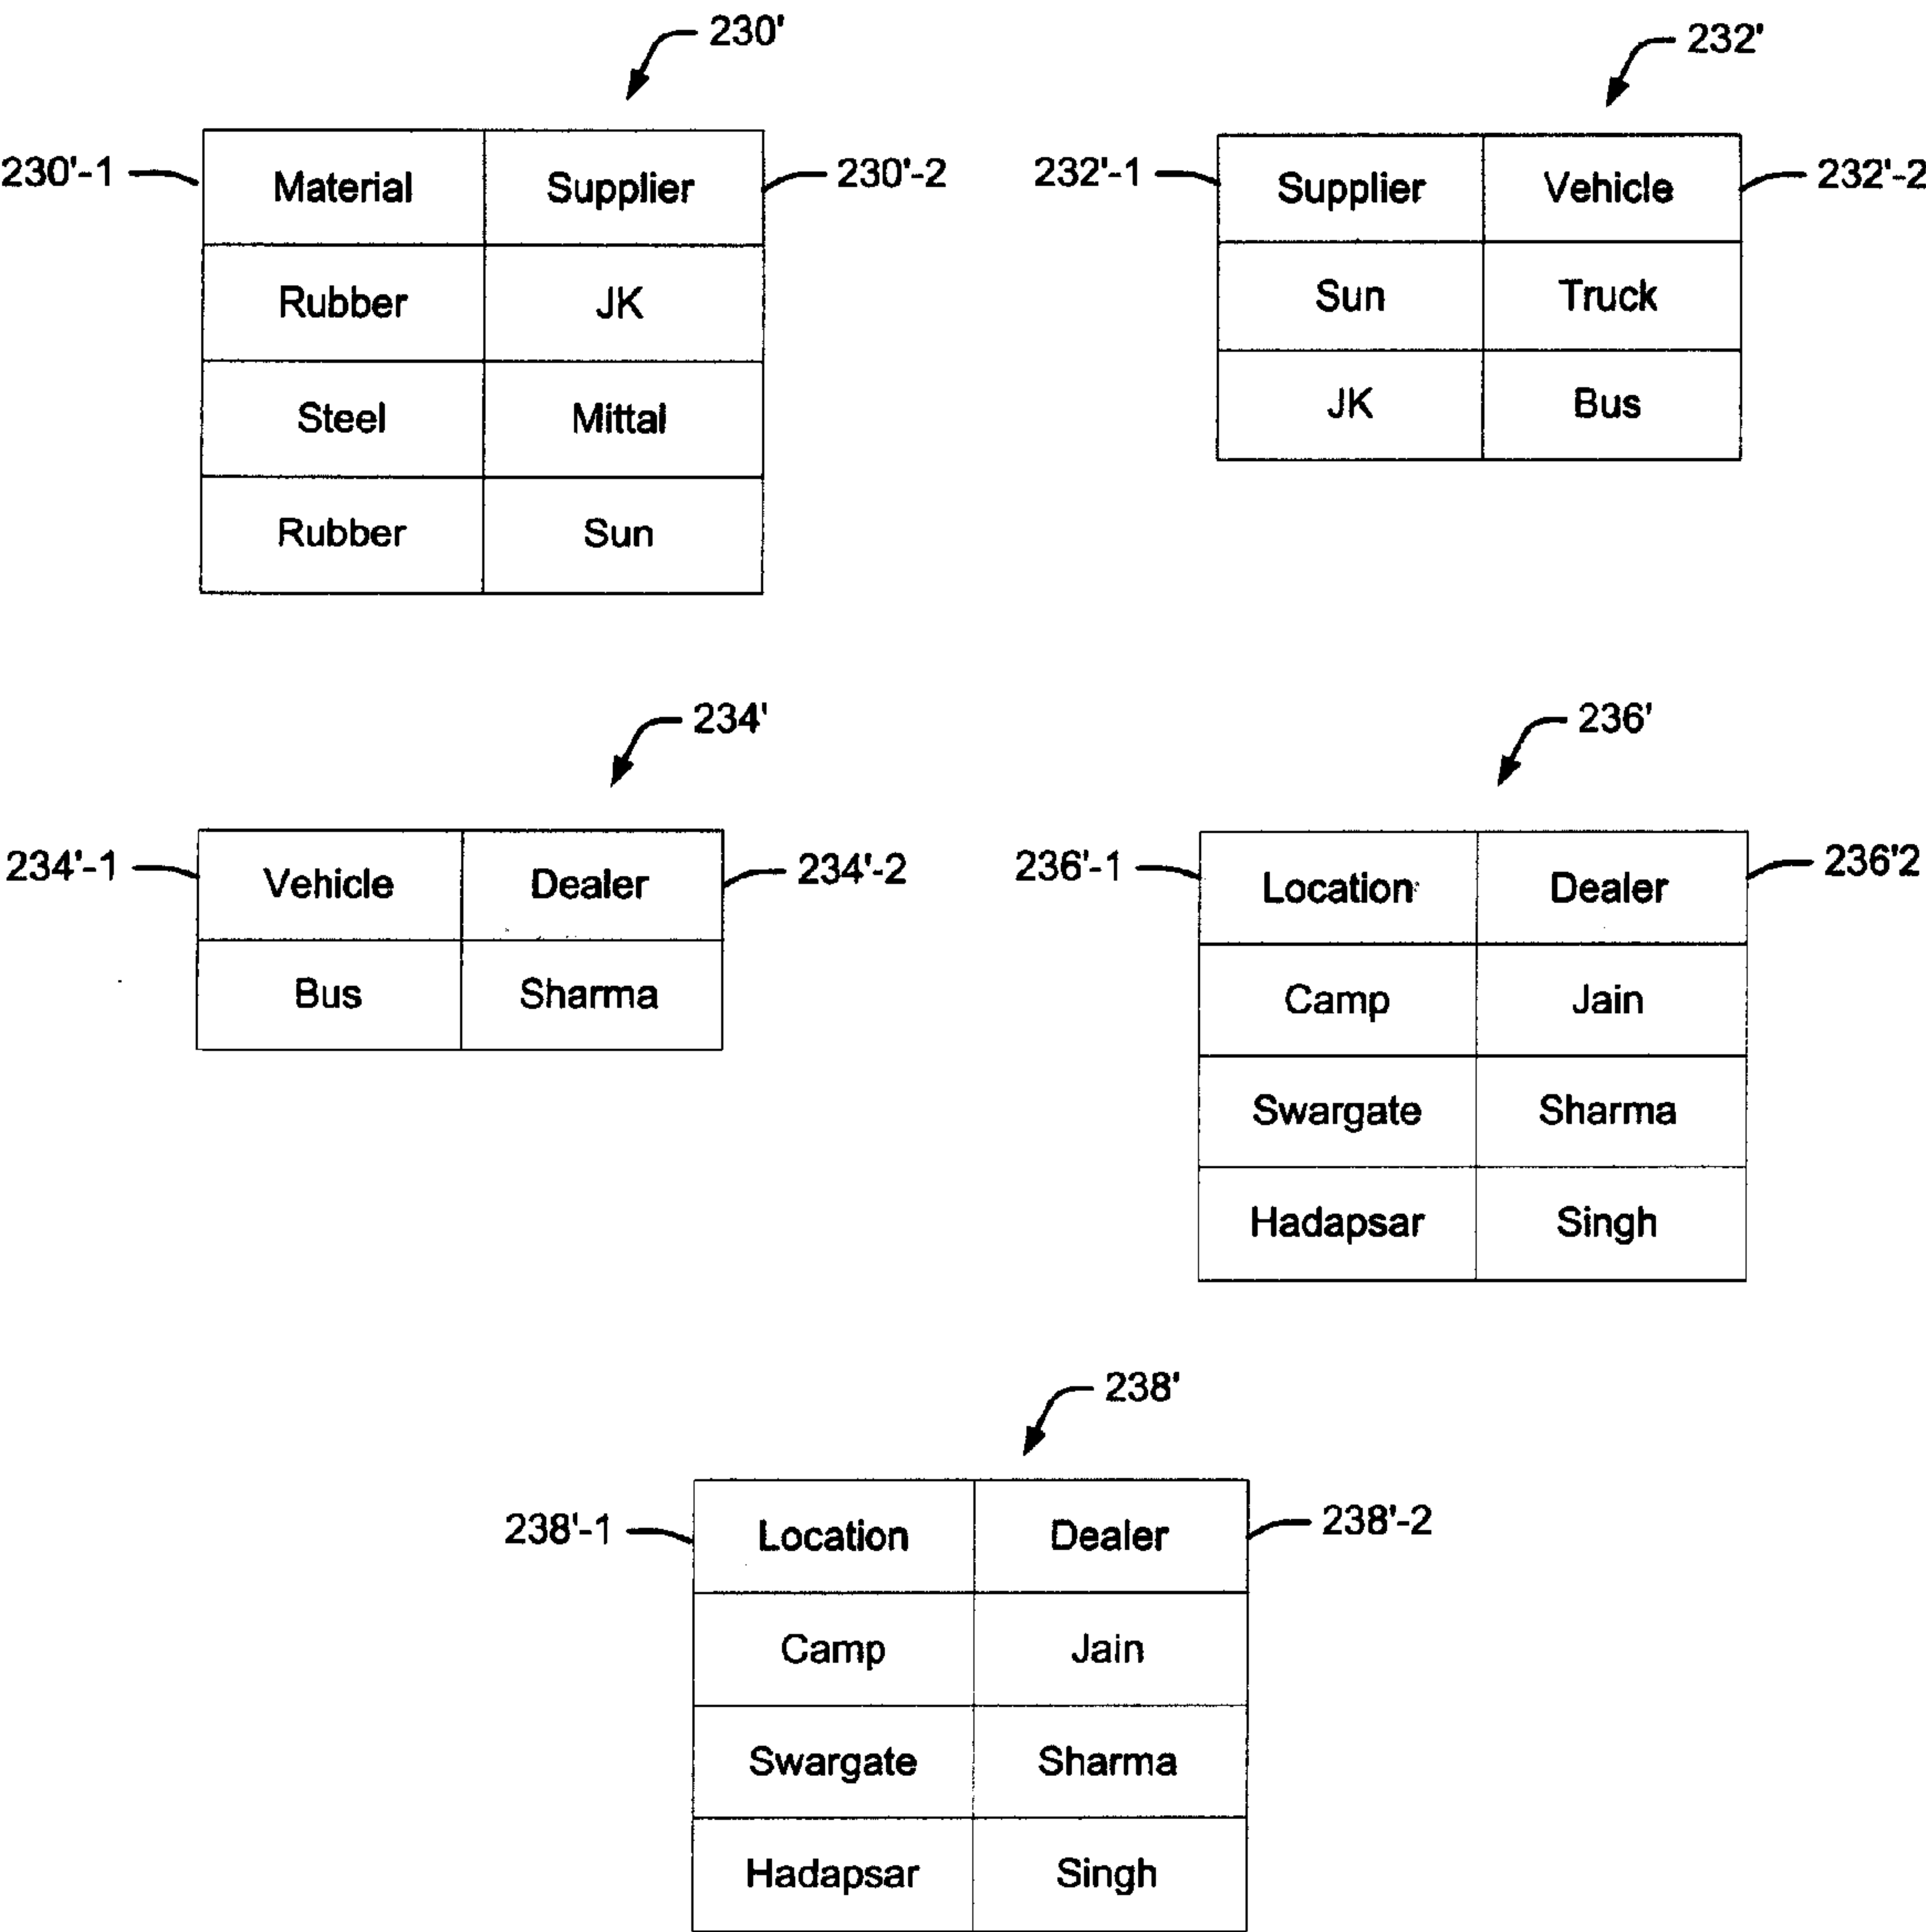 230'
230'-1 Material Supplier 230'-2
Rubber JK
Steel Mittal
Rubber Sun
232'
232'-1 Supplier Vehicle 232'-2
Sun Truck
JK Bus
234'
234'-1 Vehicle Dealer 234'-2
Bus Sharma
236'
236'-1 Location Dealer 236'2
Camp Jain
Swargate Sharma
Hadapsar Singh
238'
238'-1 Location Dealer 238'-2
Camp Jain
Swargate Sharma
Hadapsar Singh